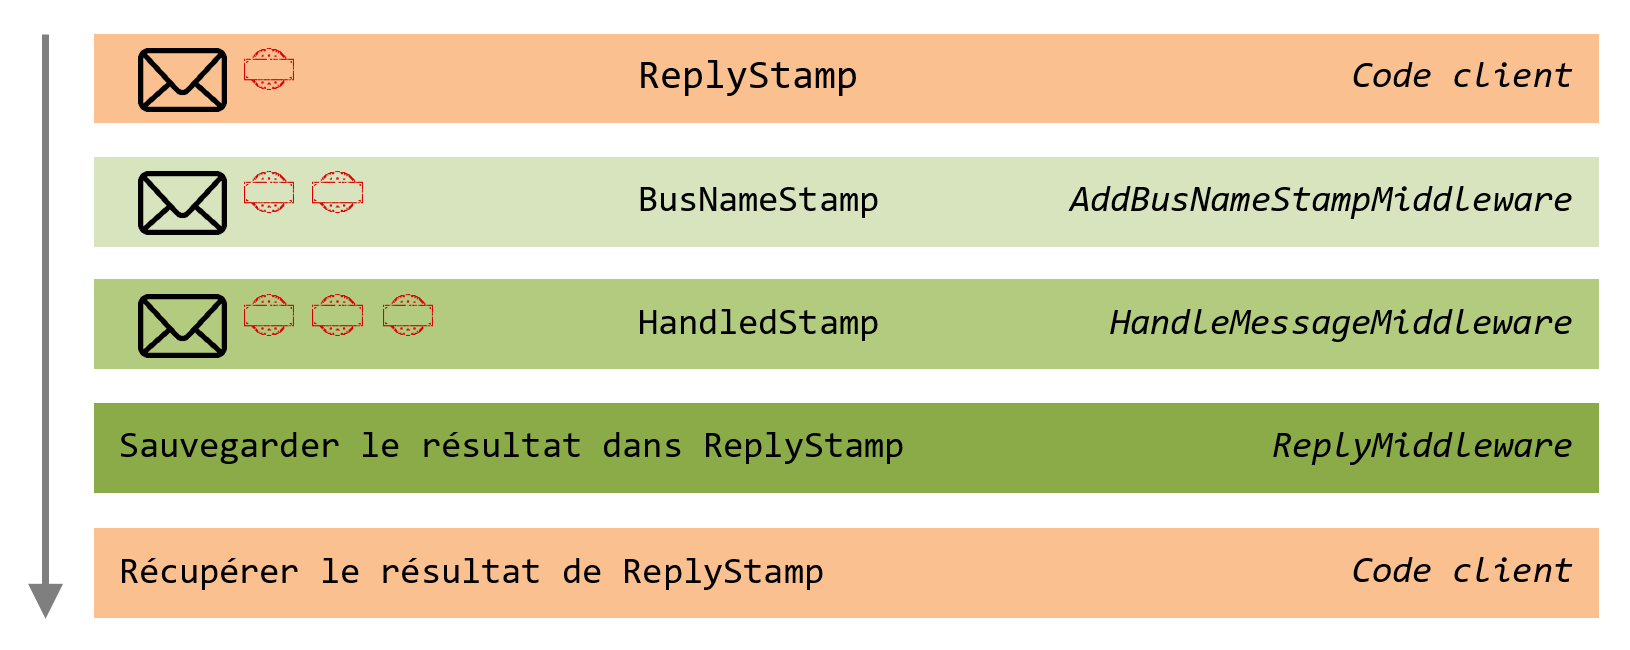 ReplyStamp Code client
BusNameStamp AddBusNameStampMiddleware
HandledStamp HandleMessageMiddleware
Sauvegarder le résultat dans ReplyStamp ReplyMiddleware
Récupérer le résultat de ReplyStamp Code client